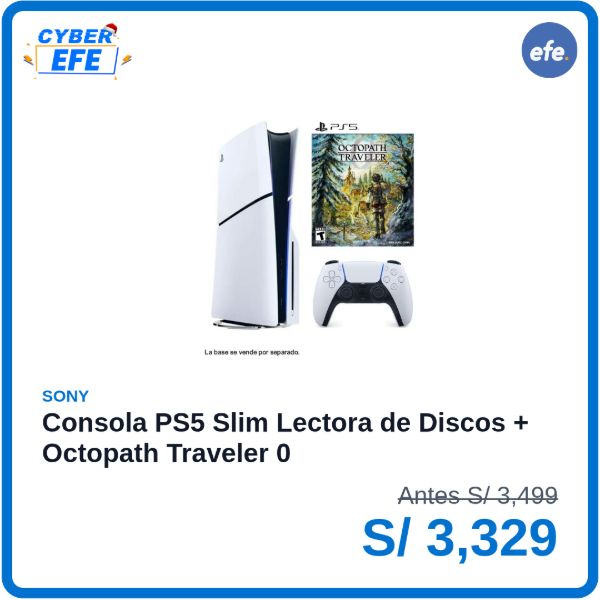 CYBER
EFE
efe.
PS5
OCTOPATH
TRAVELER
La base se vende por separado.
SONY
Consola PS5 Slim Lectora de Discos +
Octopath Traveler 0
Antes S/ 3,499
S/ 3,329